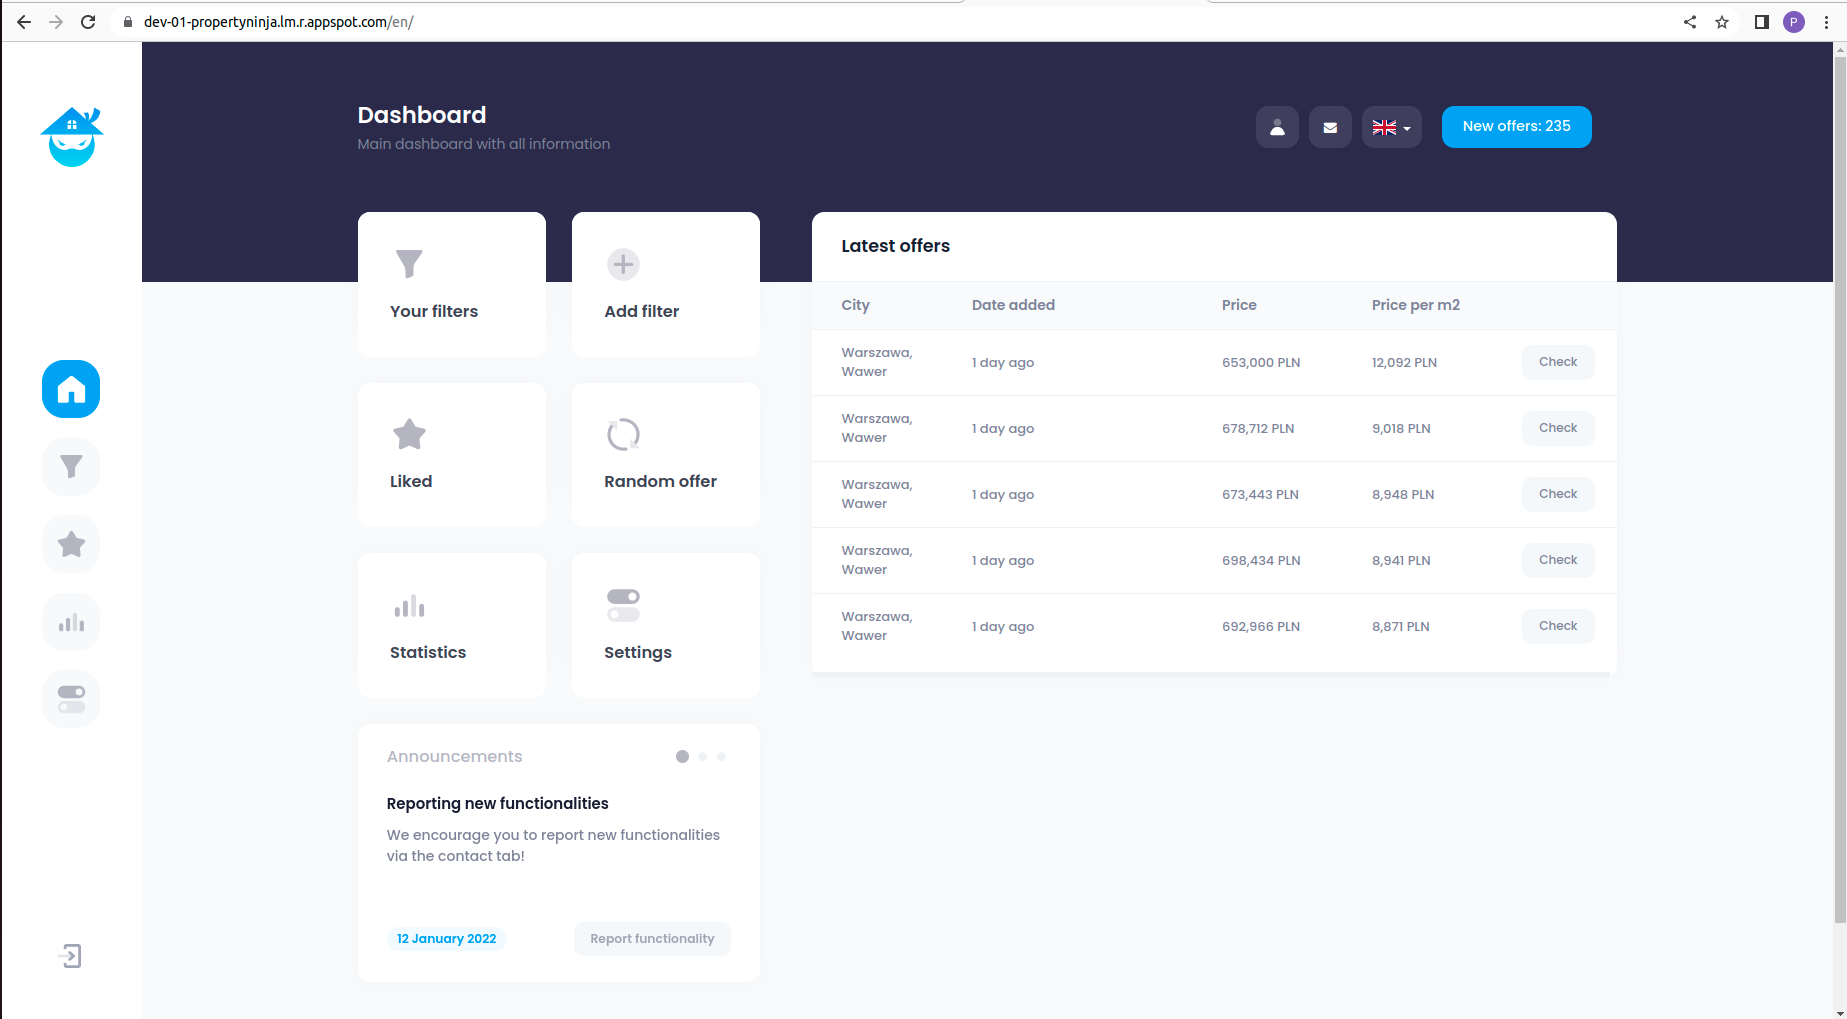 dev-01-propertyninja.lm.r.appspot.com/en/
P
Dashboard
Main dashboard with all information
New offers: 235
Your filters
Add filter
Liked
Random offer
Statistics
Settings
Latest offers
City Date added Price Price per m2
Warszawa,
Wawer
1 day ago 653,000 PLN 12,092 PLN Check
Warszawa,
Wawer
1 day ago 678,712 PLN 9,018 PLN Check
Warszawa,
Wawer
1 day ago 673,443 PLN 8,948 PLN Check
Warszawa,
Wawer
1 day ago 698,434 PLN 8,941 PLN Check
Warszawa,
Wawer
1 day ago 692,966 PLN 8,871 PLN Check
Announcements
Reporting new functionalities
We encourage you to report new functionalities
via the contact tab!
12 January 2022
Report functionality